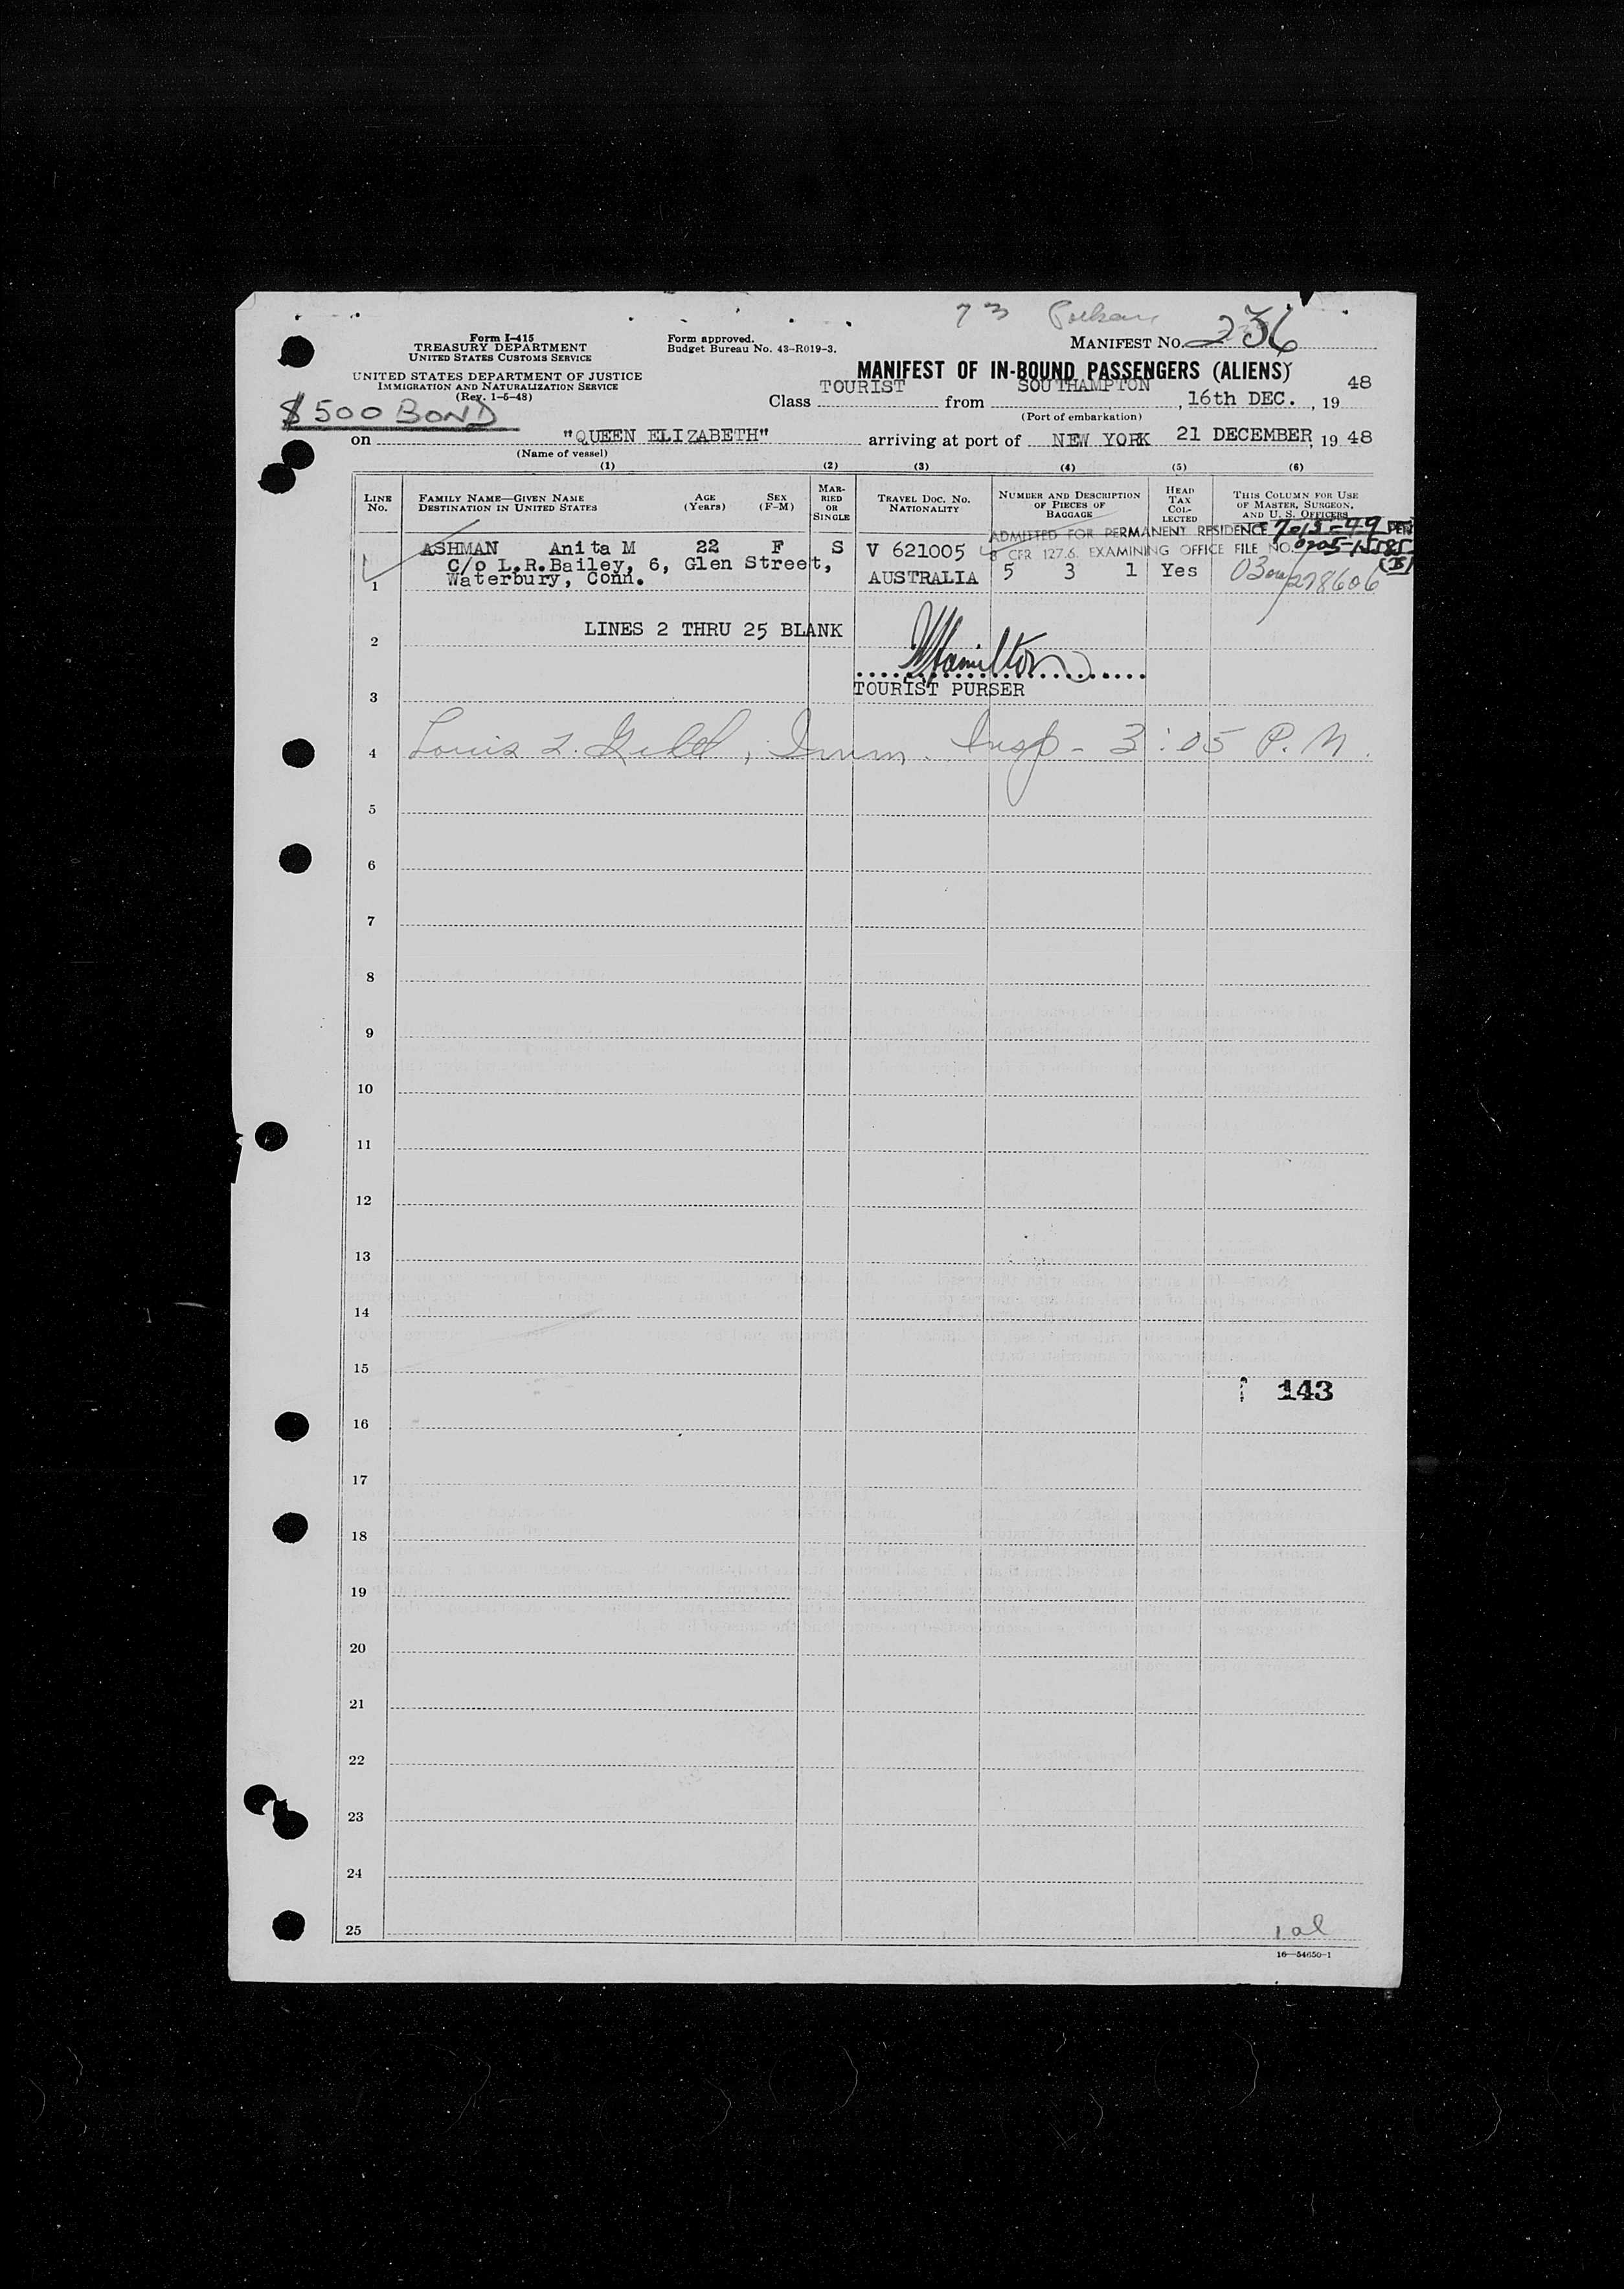 73
Form I-415
TREASURY DEPARTMENT
UNITED STATES CUSTOMS SERVICE
Form approved.
Budget Bureau No. 43-R019-3.
MANIFEST NO. 236
UNITED STATES DEPARTMENT OF JUSTICE
IMMIGRATION AND NATURALIZATION SERVICE
(Rev. 1-5-48)
MANIFEST OF IN-BOUND PASSENGERS (ALIENS)
$500 BOND
Class TOURIST from SOUTHAMPTON, 16th DEC., 19 48
(Port of embarkation)
on "QUEEN ELIZABETH" arriving at port of NEW YORK 21 DECEMBER, 19 48
(Name of vessel)
(1) (2) (3) (4) (5) (6)
LINE NO.
FAMILY NAME—GIVEN NAME
DESTINATION IN UNITED STATES
AGE (Years)
SEX (F-M)
MARRIED OR SINGLE
TRAVEL DOC. NO. NATIONALITY
NUMBER AND DESCRIPTION OF PIECES OF BAGGAGE
HEAD TAX COLLECTED
THIS COLUMN FOR USE OF MASTER, SURGEON, AND U. S. OFFICERS
ADMITTED FOR PERMANENT RESIDENCE
ASHMAN Anita M 22 F S V 621005
8 CFR 127.6. EXAMINING OFFICE FILE NO.
C/o L.R.Bailey, 6, Glen Street,
Waterbury, Conn.
AUSTRALIA 5 3 1 Yes
1
LINES 2 THRU 25 BLANK
2
Hamilton
TOURIST PURSER
3
4 Louis Imm. Insp - 3:05 P.M.
5
6
7
8
9
10
11
12
13
14
15
143
16
17
18
19
20
21
22
23
24
25
1 al
16—54650-1